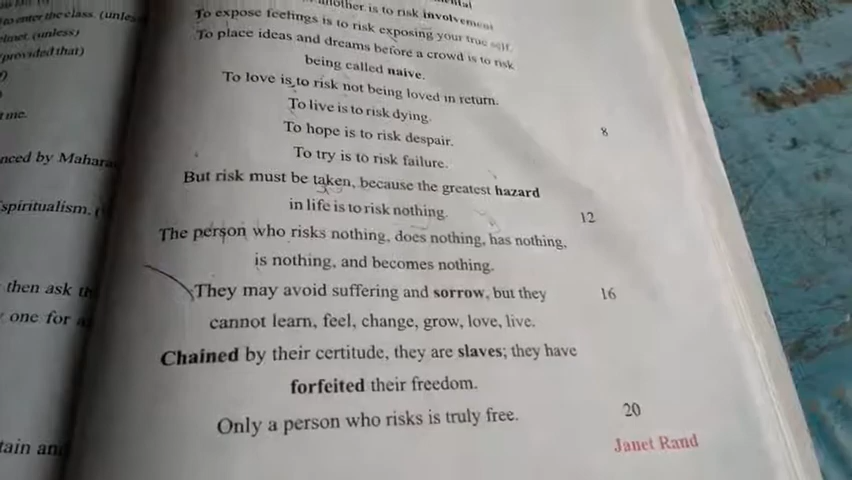 to enter the class. (unless
(unless)
(provided that)
me.
nced by Mahara
spiritualism.
then ask
one for
tain and
another is to risk involvement
To expose feelings is to risk exposing your true self.
To place ideas and dreams before a crowd is to risk
being called naive.
To love is to risk not being loved in return.
To live is to risk dying.
To hope is to risk despair. 8
To try is to risk failure.
But risk must be taken, because the greatest hazard
in life is to risk nothing. 12
The person who risks nothing, does nothing, has nothing,
is nothing, and becomes nothing.
They may avoid suffering and sorrow, but they 16
cannot learn, feel, change, grow, love, live.
Chained by their certitude, they are slaves; they have
forfeited their freedom.
Only a person who risks is truly free. 20
Janet Rand